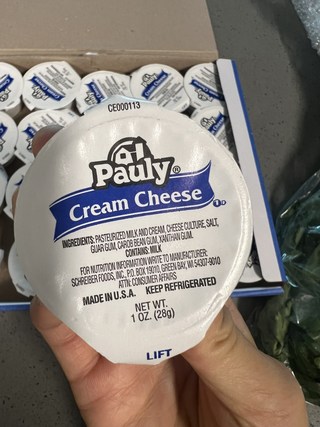 CE000113
Pauly®
Cream Cheese
INGREDIENTS: PASTEURIZED MILK AND CREAM, CHEESE CULTURE, SALT,
GUAR GUM, CAROB BEAN GUM, XANTHAN GUM.
CONTAINS: MILK
FOR NUTRITION INFORMATION WRITE TO MANUFACTURER:
SCHREIBER FOODS, INC. P.O. BOX 19010, GREEN BAY, WI 54307-9010
ATTN: CONSUMER AFFAIRS
MADE IN U.S.A. KEEP REFRIGERATED
NET WT.
1 OZ. (28g)
LIFT